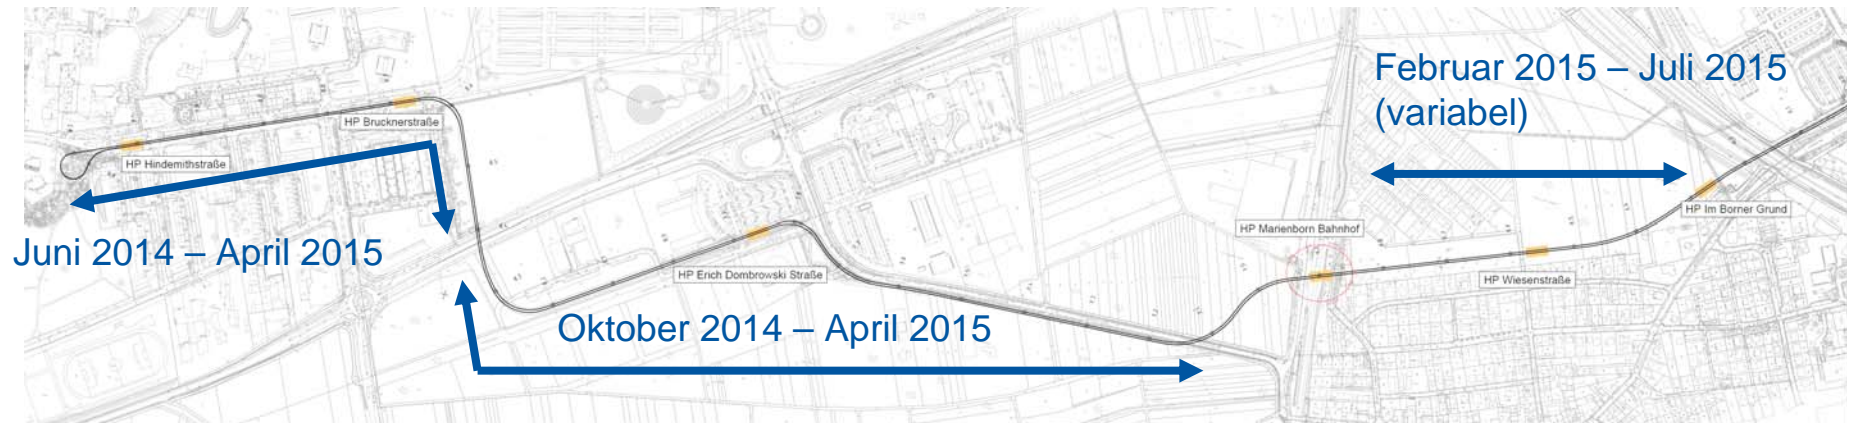 Februar 2015 – Juli 2015
(variabel)
HP Brucknerstraße
HP Hindemithstraße
HP Im Borner Grund
HP Marienborn Bahnhof
Juni 2014 – April 2015
HP Erich Dombrowski Straße
HP Wiesenstraße
Oktober 2014 – April 2015